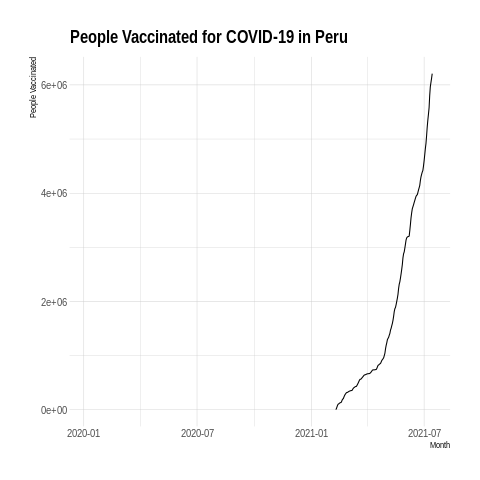 People Vaccinated for COVID-19 in Peru
People Vaccinated
6e+06
4e+06
2e+06
0e+00
2020-01 2020-07 2021-01 2021-07
Month